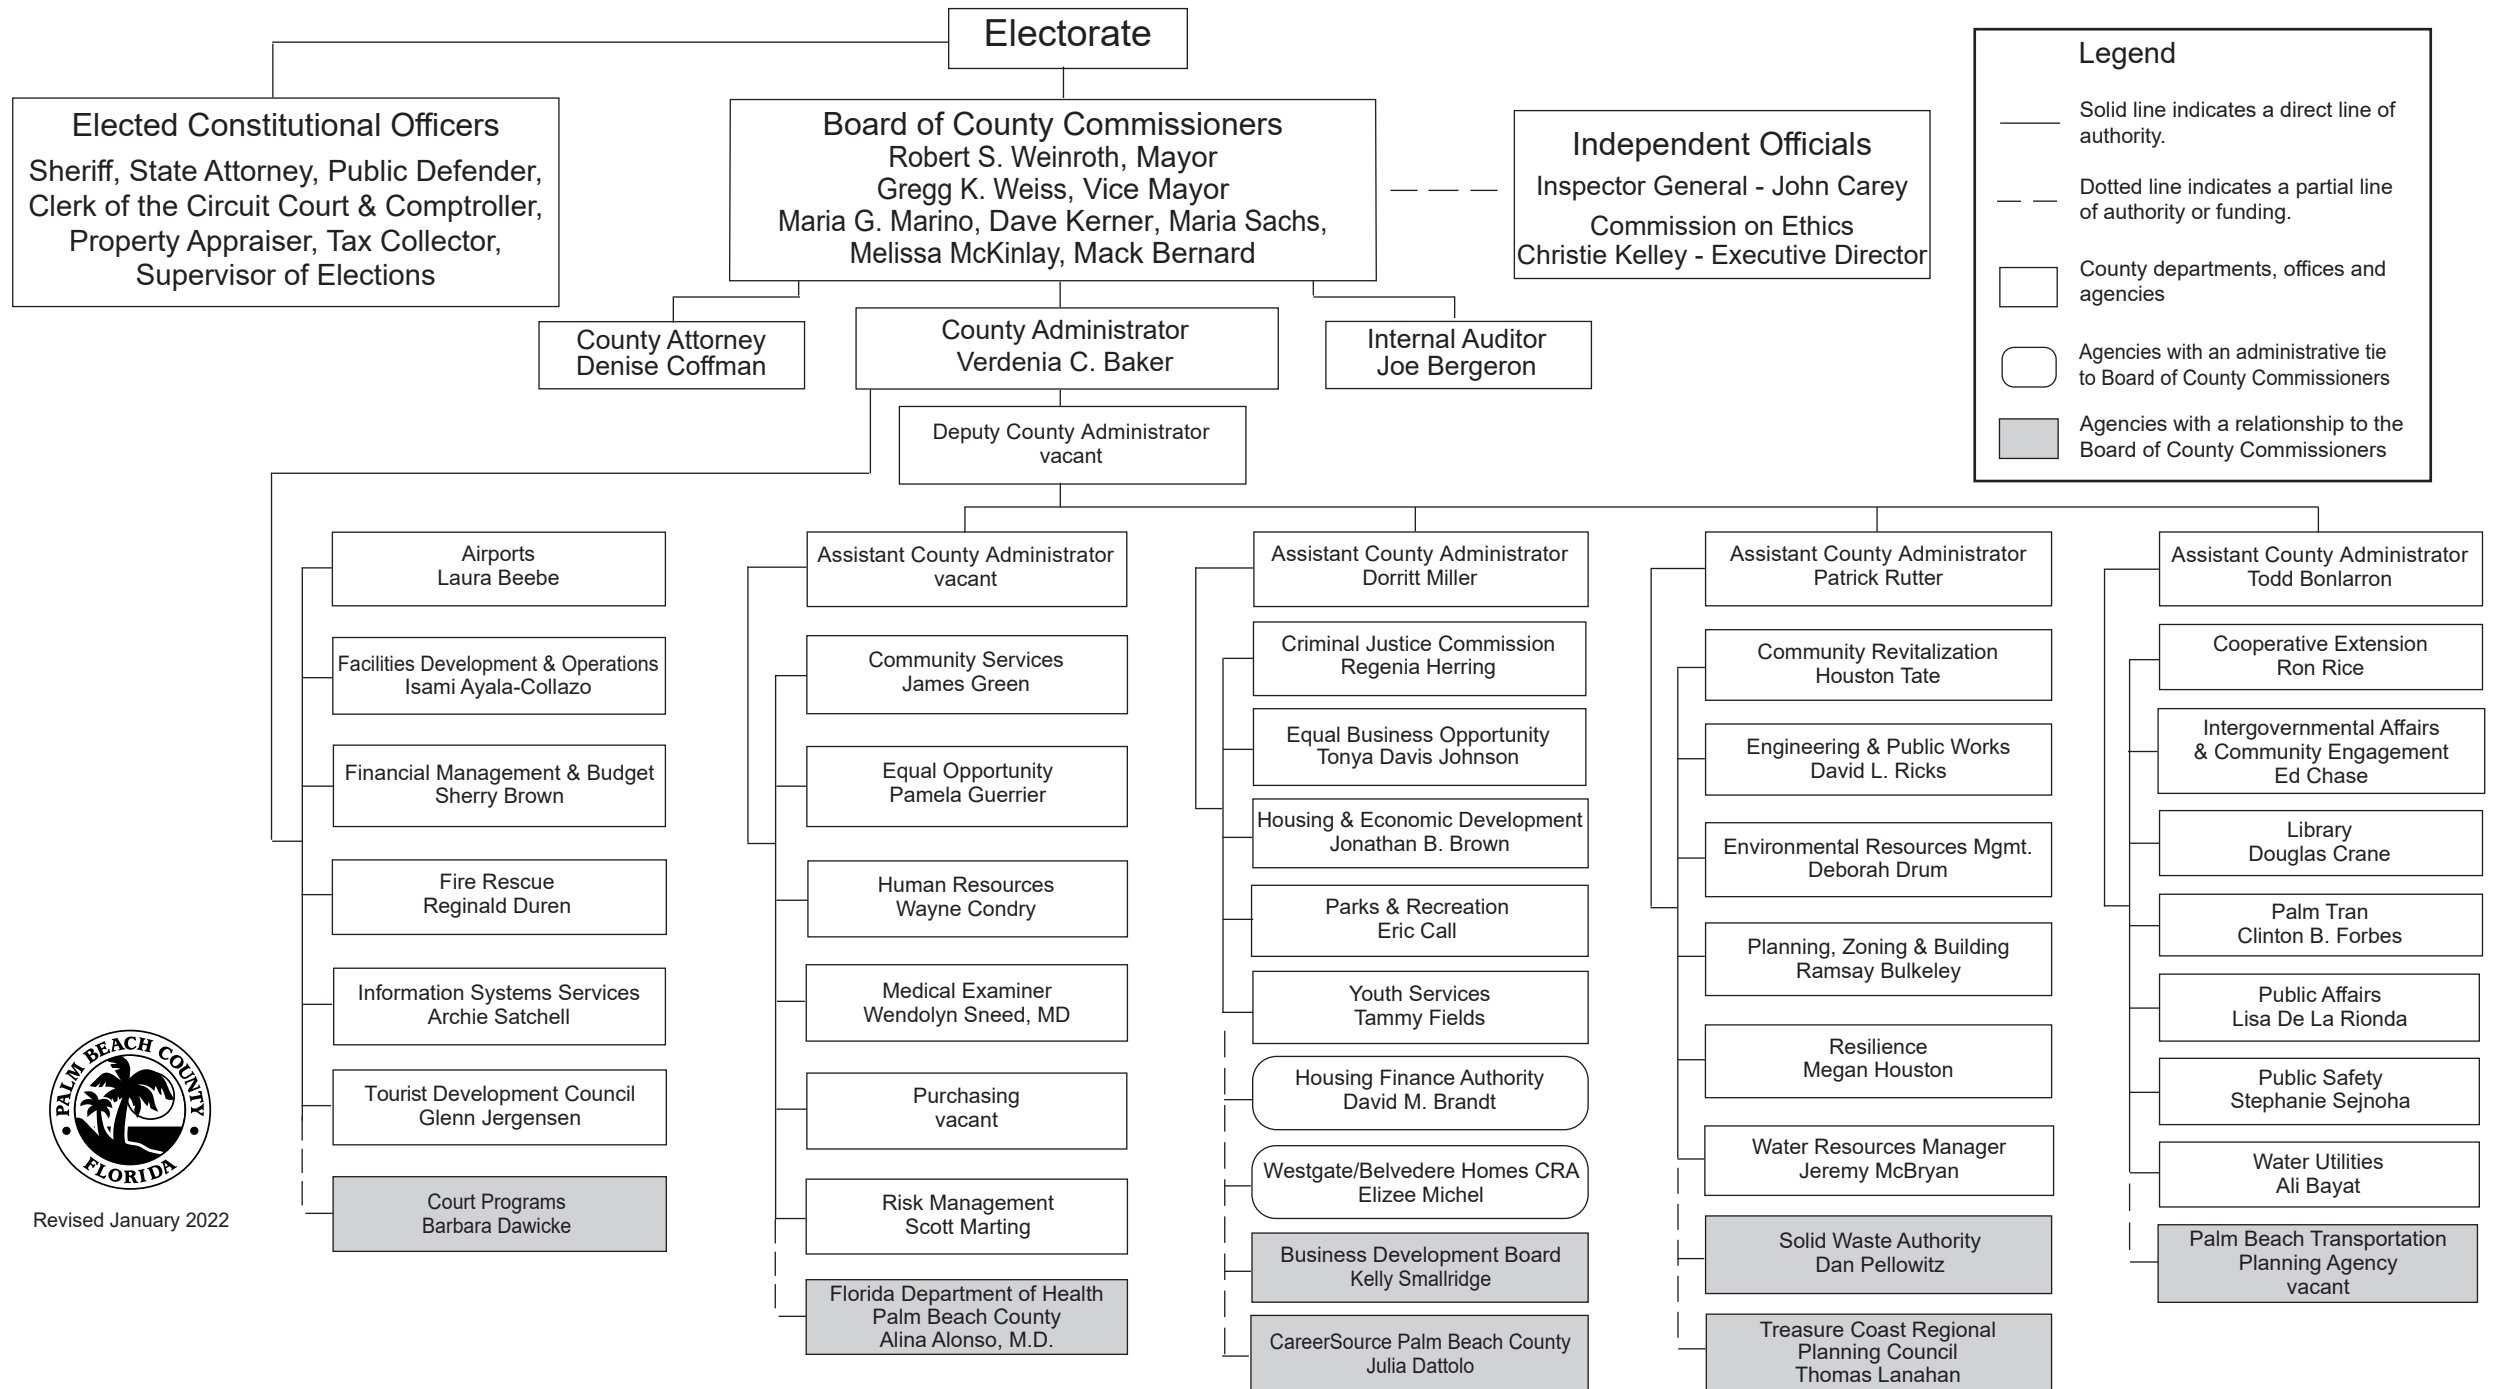 Electorate
Elected Constitutional Officers
Sheriff, State Attorney, Public Defender,
Clerk of the Circuit Court & Comptroller,
Property Appraiser, Tax Collector,
Supervisor of Elections
Board of County Commissioners
Robert S. Weinroth, Mayor
Gregg K. Weiss, Vice Mayor
Maria G. Marino, Dave Kerner, Maria Sachs,
Melissa McKinlay, Mack Bernard
Independent Officials
Inspector General - John Carey
Commission on Ethics
Christie Kelley - Executive Director
Legend
Solid line indicates a direct line of
authority.
Dotted line indicates a partial line
of authority or funding.
County departments, offices and
agencies
Agencies with an administrative tie
to Board of County Commissioners
Agencies with a relationship to the
Board of County Commissioners
County Attorney
Denise Coffman
County Administrator
Verdenia C. Baker
Internal Auditor
Joe Bergeron
Deputy County Administrator
vacant
Airports
Laura Beebe
Facilities Development & Operations
Isami Ayala-Collazo
Financial Management & Budget
Sherry Brown
Fire Rescue
Reginald Duren
Information Systems Services
Archie Satchell
Tourist Development Council
Glenn Jergensen
Court Programs
Barbara Dawicke
Assistant County Administrator
vacant
Community Services
James Green
Equal Opportunity
Pamela Guerrier
Human Resources
Wayne Condry
Medical Examiner
Wendolyn Sneed, MD
Purchasing
vacant
Risk Management
Scott Marting
Florida Department of Health
Palm Beach County
Alina Alonso, M.D.
Assistant County Administrator
Dorritt Miller
Criminal Justice Commission
Regenia Herring
Equal Business Opportunity
Tonya Davis Johnson
Housing & Economic Development
Jonathan B. Brown
Parks & Recreation
Eric Call
Youth Services
Tammy Fields
Housing Finance Authority
David M. Brandt
Westgate/Belvedere Homes CRA
Elizee Michel
Business Development Board
Kelly Smallridge
CareerSource Palm Beach County
Julia Dattolo
Assistant County Administrator
Patrick Rutter
Community Revitalization
Houston Tate
Engineering & Public Works
David L. Ricks
Environmental Resources Mgmt.
Deborah Drum
Planning, Zoning & Building
Ramsay Bulkeley
Resilience
Megan Houston
Water Resources Manager
Jeremy McBryan
Solid Waste Authority
Dan Pellowitz
Treasure Coast Regional
Planning Council
Thomas Lanahan
Assistant County Administrator
Todd Bonlarron
Cooperative Extension
Ron Rice
Intergovernmental Affairs
& Community Engagement
Ed Chase
Library
Douglas Crane
Palm Tran
Clinton B. Forbes
Public Affairs
Lisa De La Rionda
Public Safety
Stephanie Sejnoha
Water Utilities
Ali Bayat
Palm Beach Transportation
Planning Agency
vacant
PALM BEACH COUNTY
FLORIDA
Revised January 2022